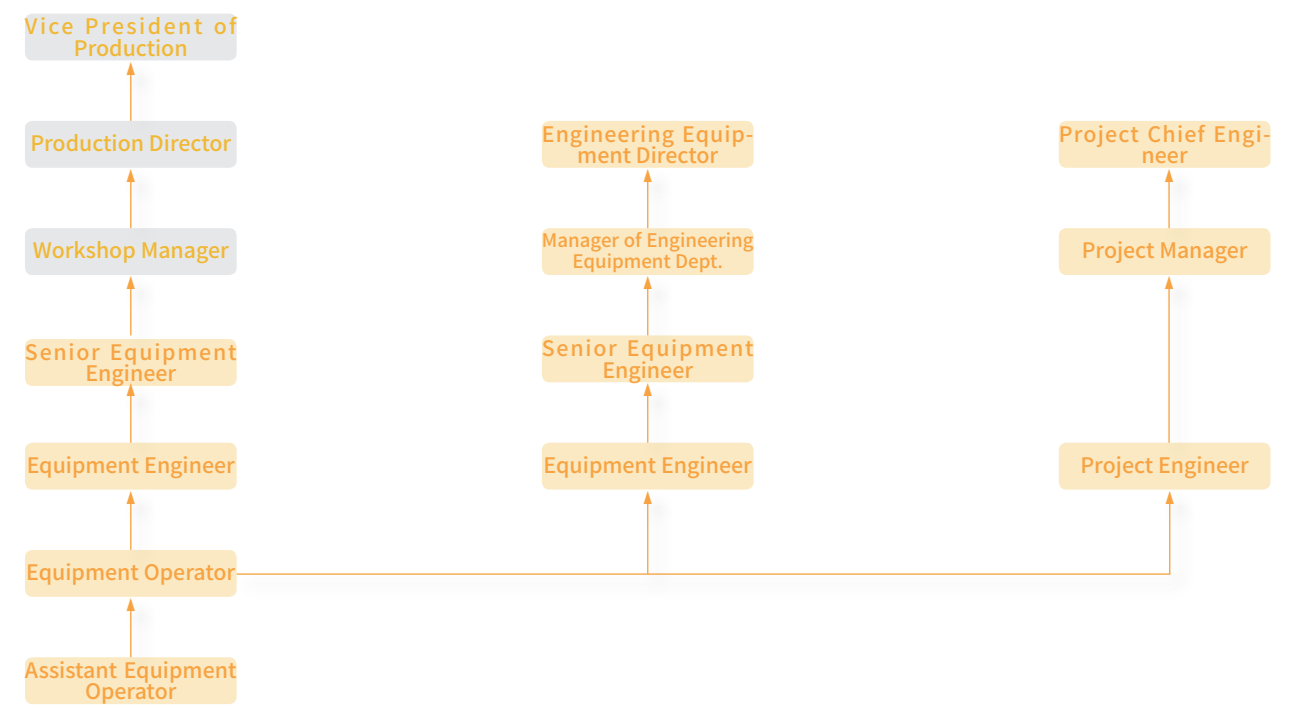 Vice President of
Production
Production Director
Engineering Equip-
ment Director
Project Chief Engi-
neer
Workshop Manager
Manager of Engineering
Equipment Dept.
Project Manager
Senior Equipment
Engineer
Senior Equipment
Engineer
Equipment Engineer
Equipment Engineer
Project Engineer
Equipment Operator
Assistant Equipment
Operator